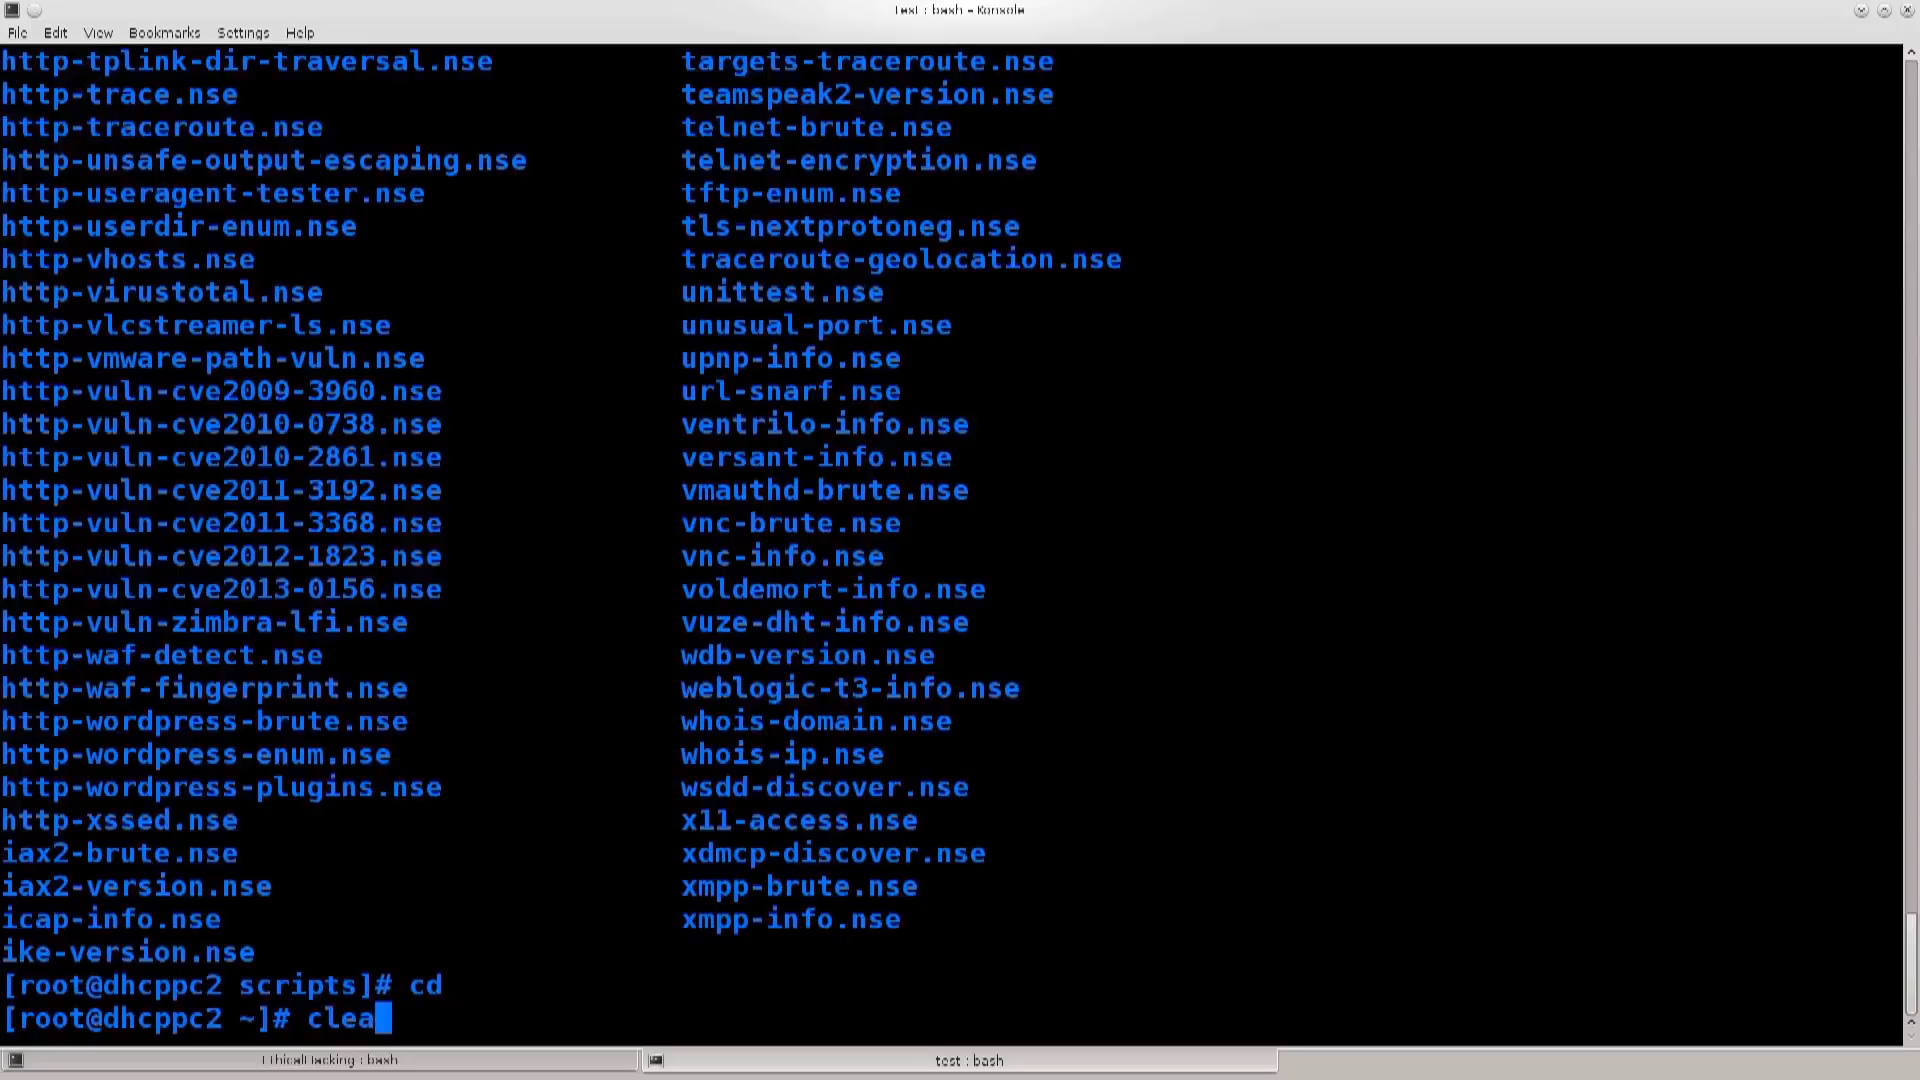 test : bash – Konsole
File Edit View Bookmarks Settings Help
http-tplink-dir-traversal.nse targets-traceroute.nse
http-trace.nse teamspeak2-version.nse
http-traceroute.nse telnet-brute.nse
http-unsafe-output-escaping.nse telnet-encryption.nse
http-useragent-tester.nse tftp-enum.nse
http-userdir-enum.nse tls-nextprotoneg.nse
http-vhosts.nse traceroute-geolocation.nse
http-virustotal.nse unittest.nse
http-vlcstreamer-ls.nse unusual-port.nse
http-vmware-path-vuln.nse upnp-info.nse
http-vuln-cve2009-3960.nse url-snarf.nse
http-vuln-cve2010-0738.nse ventrilo-info.nse
http-vuln-cve2010-2861.nse versant-info.nse
http-vuln-cve2011-3192.nse vmauthd-brute.nse
http-vuln-cve2011-3368.nse vnc-brute.nse
http-vuln-cve2012-1823.nse vnc-info.nse
http-vuln-cve2013-0156.nse voldemort-info.nse
http-vuln-zimbra-lfi.nse vuze-dht-info.nse
http-waf-detect.nse wdb-version.nse
http-waf-fingerprint.nse weblogic-t3-info.nse
http-wordpress-brute.nse whois-domain.nse
http-wordpress-enum.nse whois-ip.nse
http-wordpress-plugins.nse wsdd-discover.nse
http-xssed.nse x11-access.nse
iax2-brute.nse xdmcp-discover.nse
iax2-version.nse xmpp-brute.nse
icap-info.nse xmpp-info.nse
ike-version.nse
[root@dhcppc2 scripts]# cd
[root@dhcppc2 ~]# clea
EthicalHacking : bash test : bash